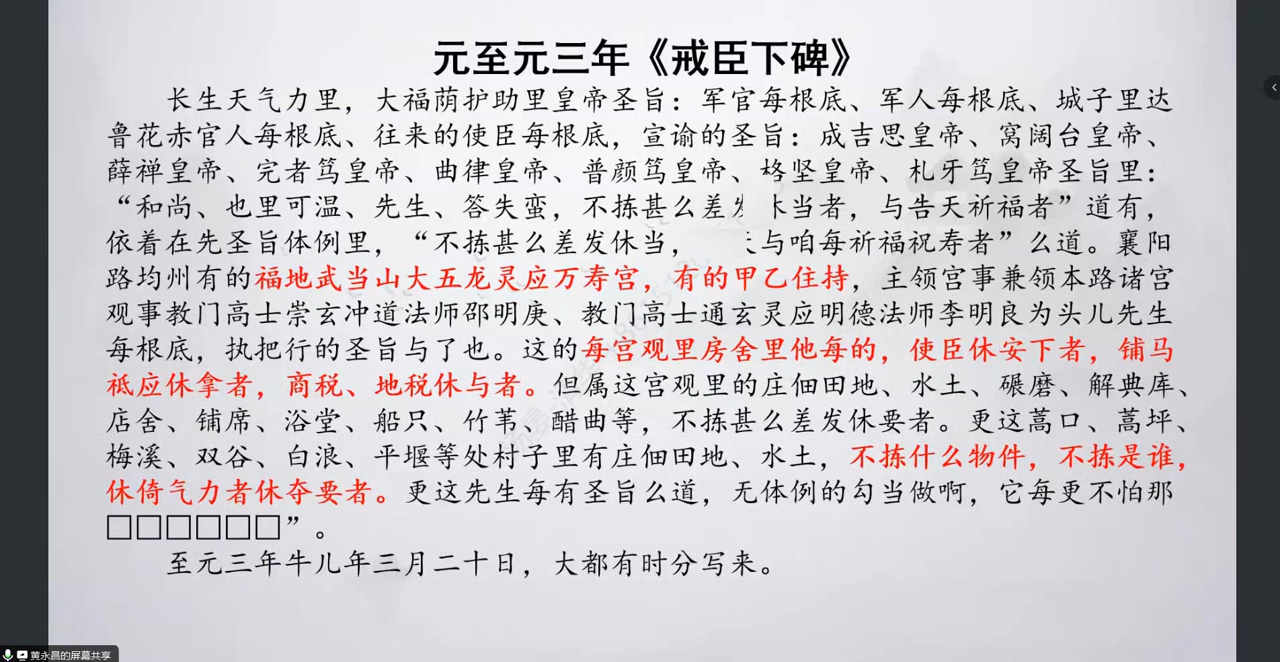 元至元三年《戒臣下碑》
长生天气力里，大福荫护助里皇帝圣旨：军官每根底、军人每根底、城子里达
鲁花赤官人每根底、往来的使臣每根底，宣谕的圣旨：成吉思皇帝、窝阔台皇帝、
薛禅皇帝、完者笃皇帝、曲律皇帝、普颜笃皇帝、格坚皇帝、札牙笃皇帝圣旨里：
“和尚、也里可温、先生、答失蛮，不拣甚么差发休当者，与告天祈福者”道有，
依着在先圣旨体例里，“不拣甚么差发休当，与咱每祈福祝寿者”么道。襄阳
路均州有的福地武当山大五龙灵应万寿宫，有的甲乙住持，主领宫事兼领本路诸宫
观事教门高士崇玄冲道法师邵明庚、教门高士通玄灵应明德法师李明良为头儿先生
每根底，执把行的圣旨与了也。这的每宫观里房舍里他每的，使臣休安下者，铺马
祗应休拿者，商税、地税休与者。但属这宫观里的庄佃田地、水土、碾磨、解典库、
店舍、铺席、浴堂、船只、竹苇、醋曲等，不拣甚么差发休要者。更这蒿口、蒿坪、
梅溪、双谷、白浪、平堰等处村子里有庄佃田地、水土，不拣什么物件，不拣是谁，
休倚气力者休夺要者。更这先生每有圣旨么道，无体例的勾当做啊，它每更不怕那
□□□□□□”。
至元三年牛儿年三月二十日，大都有时分写来。
黄永昌的屏幕共享